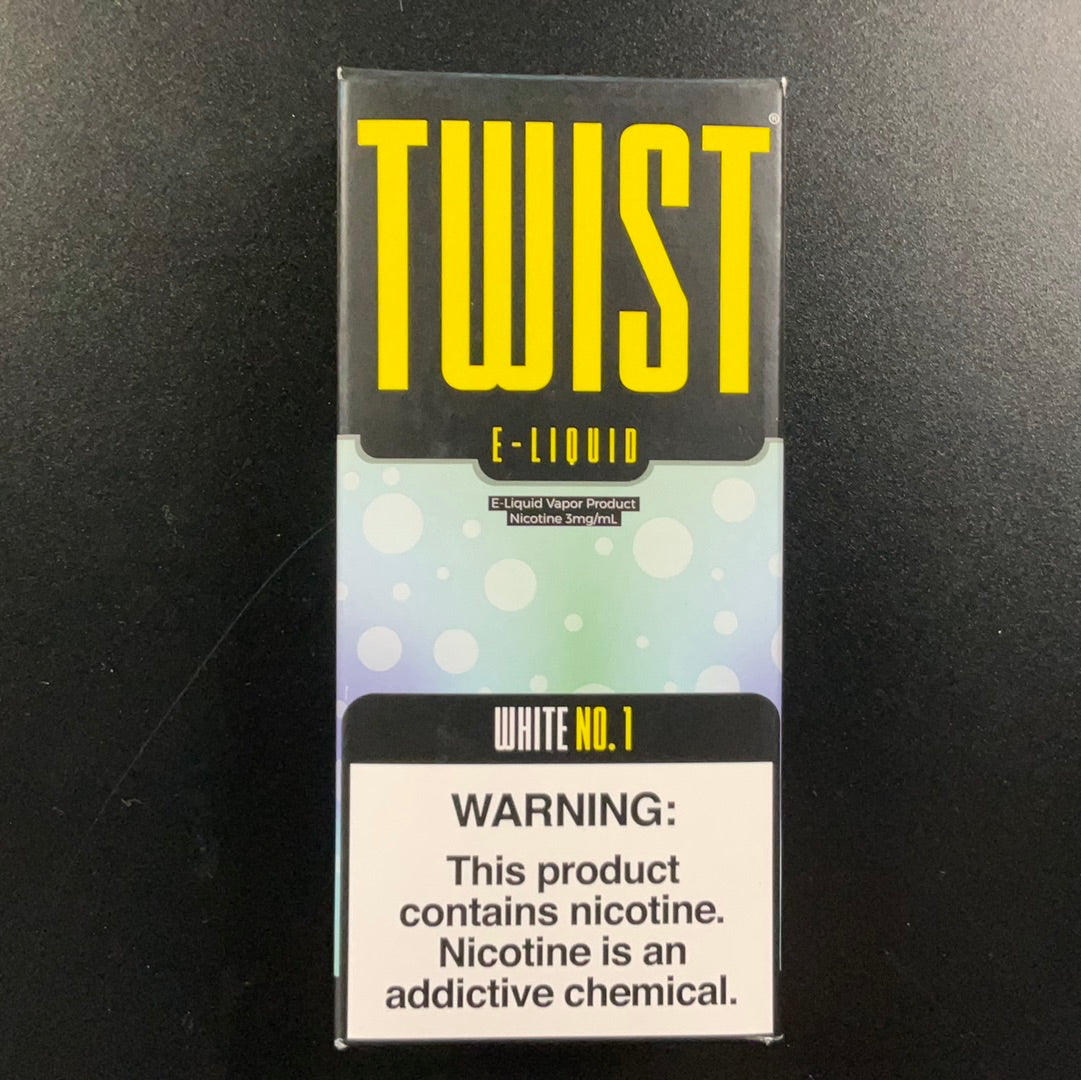 TWIST®
E-LIQUID
E-Liquid Vapor Product
Nicotine 3mg/mL
WHITE NO. 1
WARNING:
This product
contains nicotine.
Nicotine is an
addictive chemical.